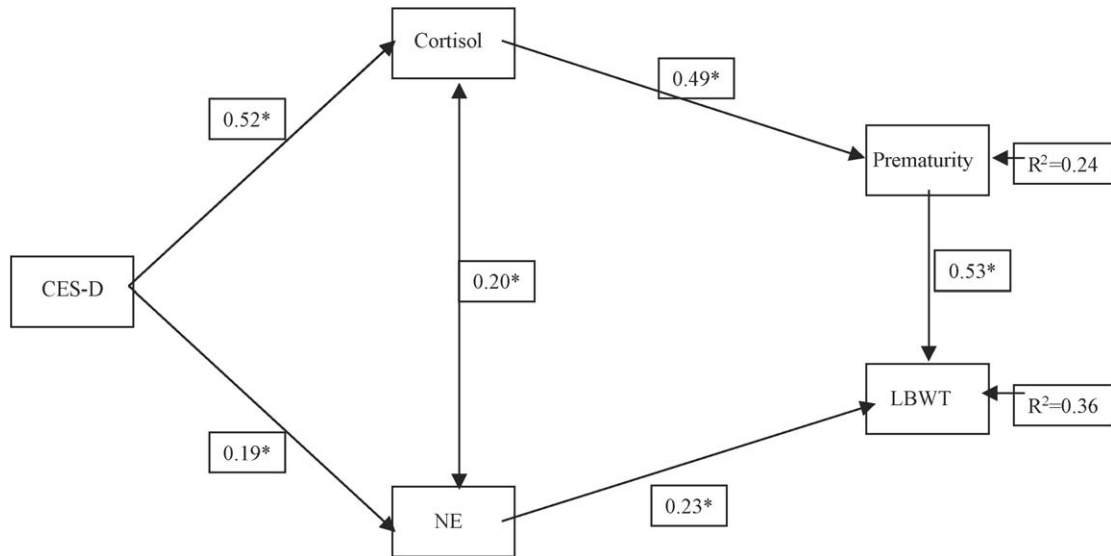 Cortisol
0.49*
0.52*
Prematurity
R²=0.24
CES-D
0.20*
0.53*
LBWT
R²=0.36
0.19*
NE
0.23*